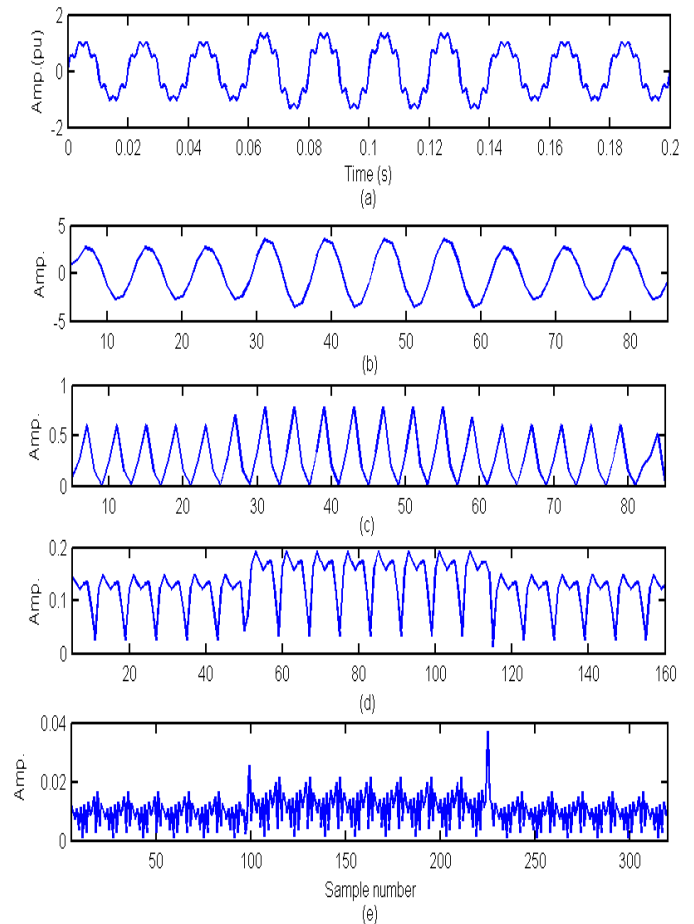 2
0
-2
Amp.(pu)
0 0.02 0.04 0.06 0.08 0.1 0.12 0.14 0.16 0.18 0.2
Time (s)
(a)
5
0
-5
Amp.
10 20 30 40 50 60 70 80
(b)
1
0.5
0
Amp.
10 20 30 40 50 60 70 80
(c)
0.2
0.1
0
Amp.
20 40 60 80 100 120 140 160
(d)
0.04
0.02
0
Amp.
50 100 150 200 250 300
Sample number
(e)